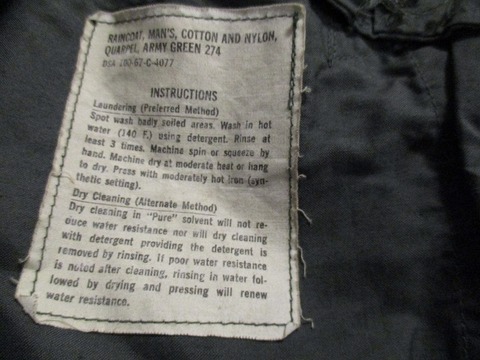 RAINCOAT, MAN'S, COTTON AND NYLON,
QUARPEL, ARMY GREEN 274
DSA 100-67-C-4077
INSTRUCTIONS
Laundering (Preferred Method)
Spot wash badly soiled areas. Wash in hot
water (140 F.) using detergent. Rinse at
least 3 times. Machine spin or squeeze by
hand. Machine dry at moderate heat or hang
to dry. Press with moderately hot iron (syn-
thetic setting).
Dry Cleaning (Alternate Method)
Dry cleaning in "Pure" solvent will not re-
duce water resistance nor will dry cleaning
with detergent providing the detergent is
removed by rinsing. If poor water resistance
is noted after cleaning, rinsing in water fol-
lowed by drying and pressing will renew
water resistance.